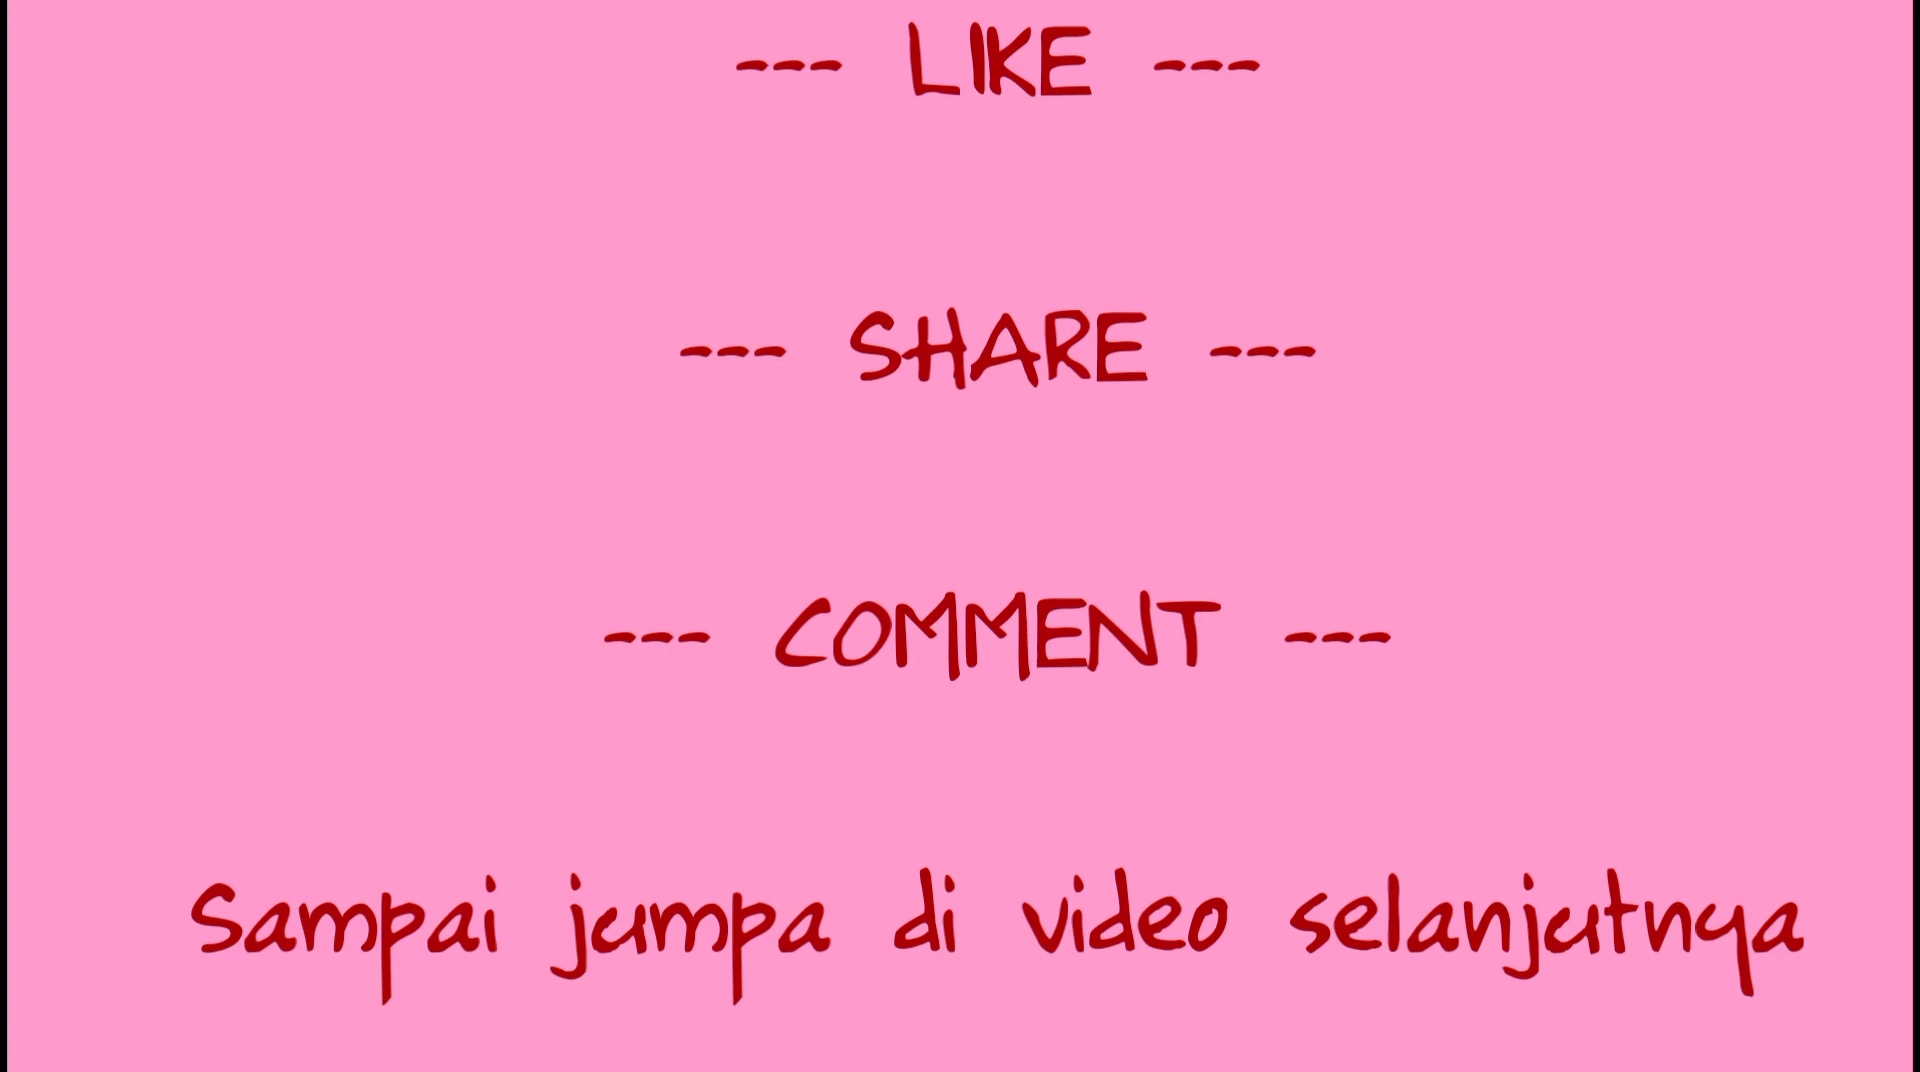 --- LIKE ---
--- SHARE ---
--- COMMENT ---
Sampai jumpa di video selanjutnya